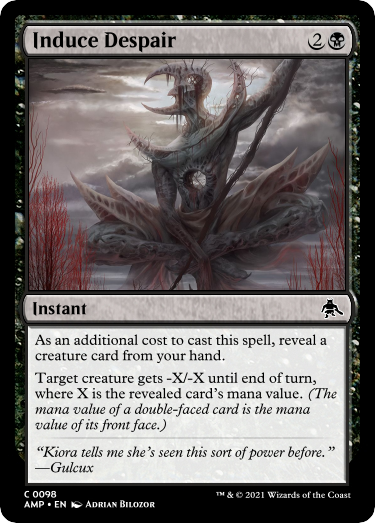 Induce Despair 2
Instant
As an additional cost to cast this spell, reveal a
creature card from your hand.
Target creature gets -X/-X until end of turn,
where X is the revealed card's mana value. (The
mana value of a double-faced card is the mana
value of its front face.)
“Kiora tells me she's seen this sort of power before.”
—Gulcux
C 0098
AMP • EN Adrian Bilozor
™ & © 2021 Wizards of the Coast